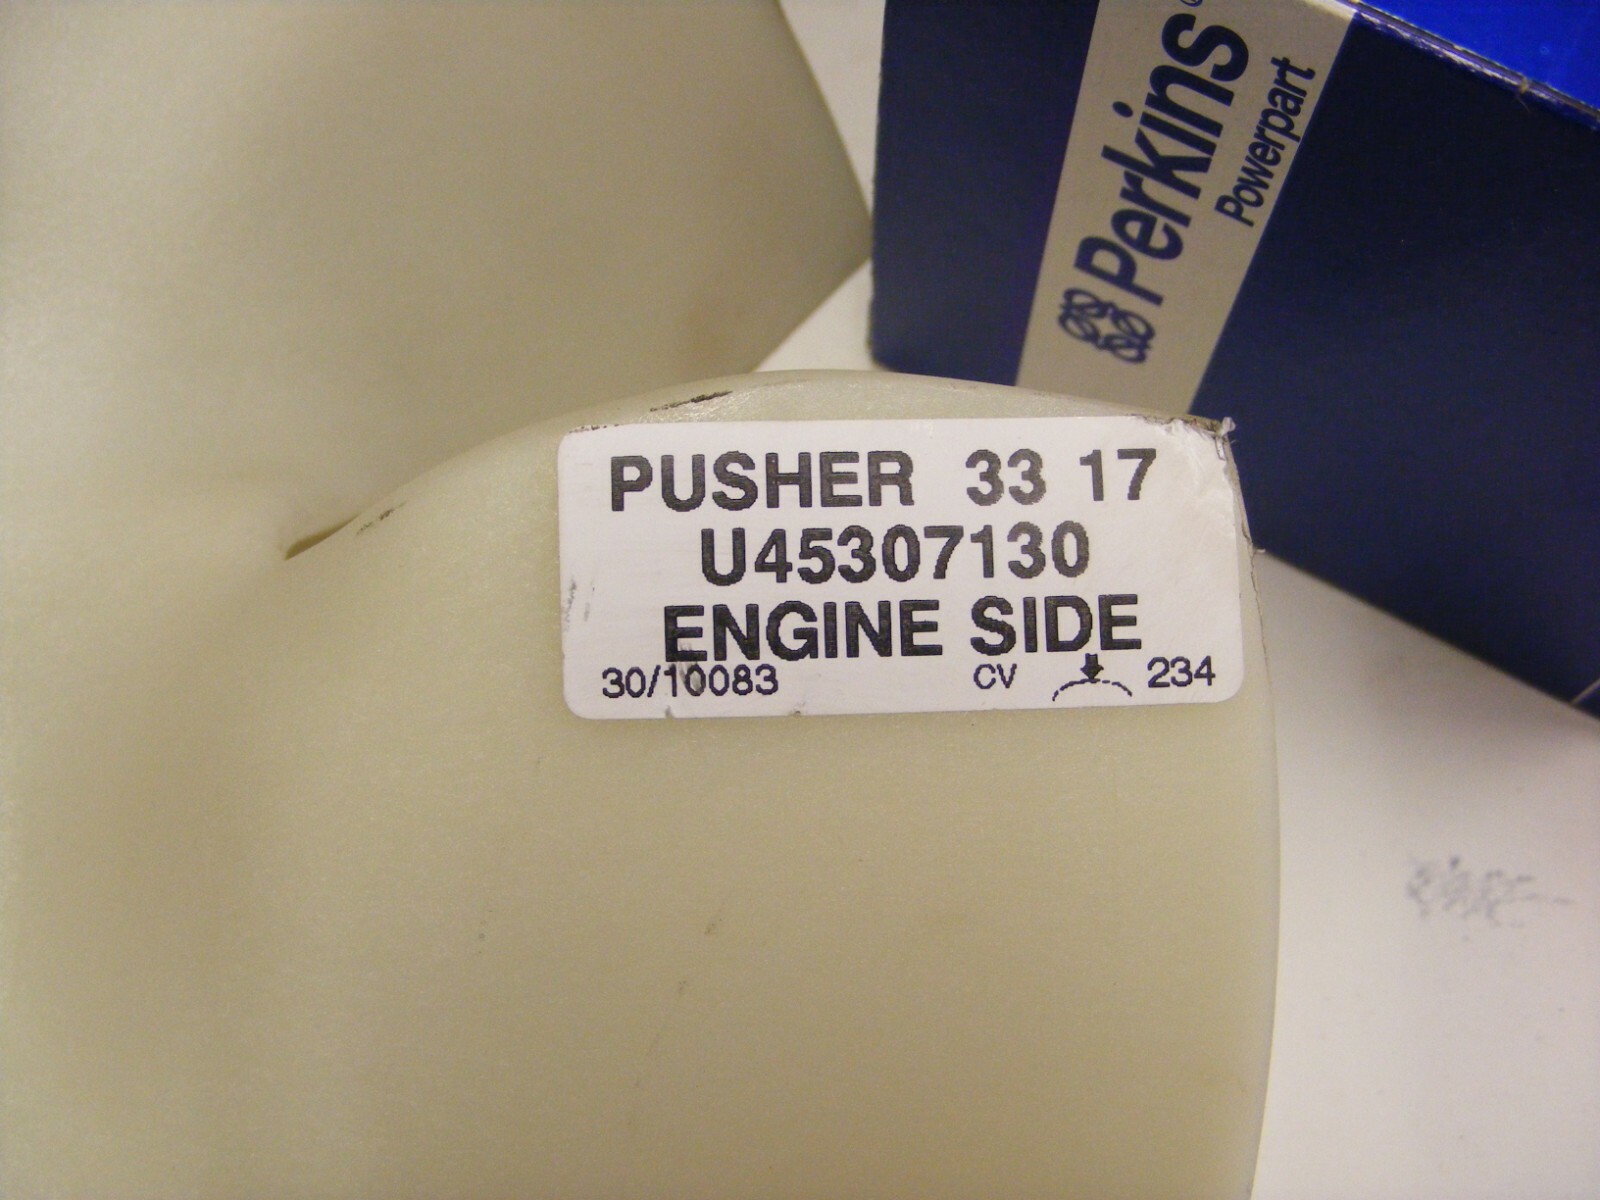 Perkins®
Powerpart
PUSHER 33 17
U45307130
ENGINE SIDE
30/10083 CV 234